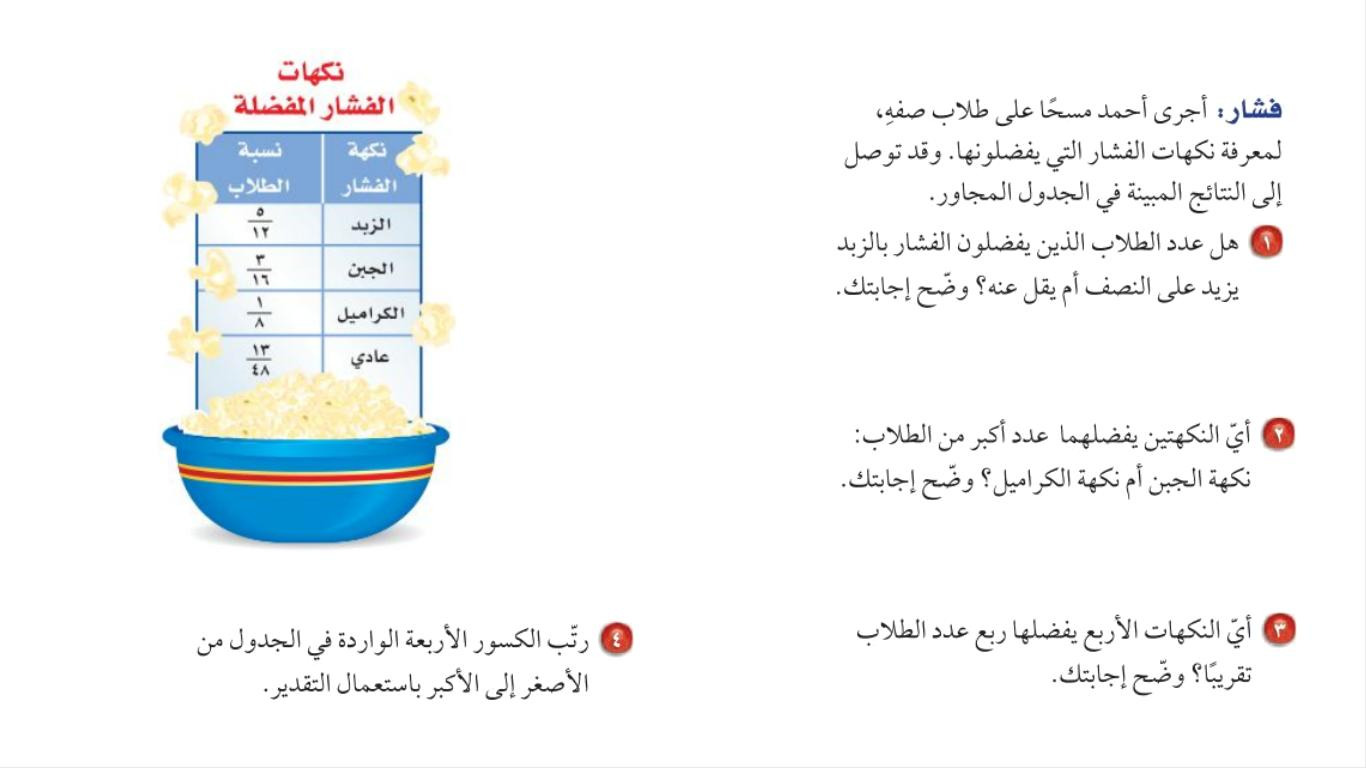 فشار: أجرى أحمد مسحًا على طلاب صفهِ،
لمعرفة نكهات الفشار التي يفضلونها. وقد توصل
إلى النتائج المبينة في الجدول المجاور.
١ هل عدد الطلاب الذين يفضلون الفشار بالزبد
يزيد على النصف أم يقل عنه؟ وضّح إجابتك.
نكهات
الفشار المفضلة
نكهة الفشار نسبة الطلاب
الزبد ٥/١٢
الجبن ٣/١٦
الكراميل ١/٨
عادي ١٣/٤٨
٢ أيّ النكهتين يفضلهما عدد أكبر من الطلاب:
نكهة الجبن أم نكهة الكراميل؟ وضّح إجابتك.
٣ أيّ النكهات الأربع يفضلها ربع عدد الطلاب
تقريبًا؟ وضّح إجابتك.
٤ رتّب الكسور الأربعة الواردة في الجدول من
الأصغر إلى الأكبر باستعمال التقدير.